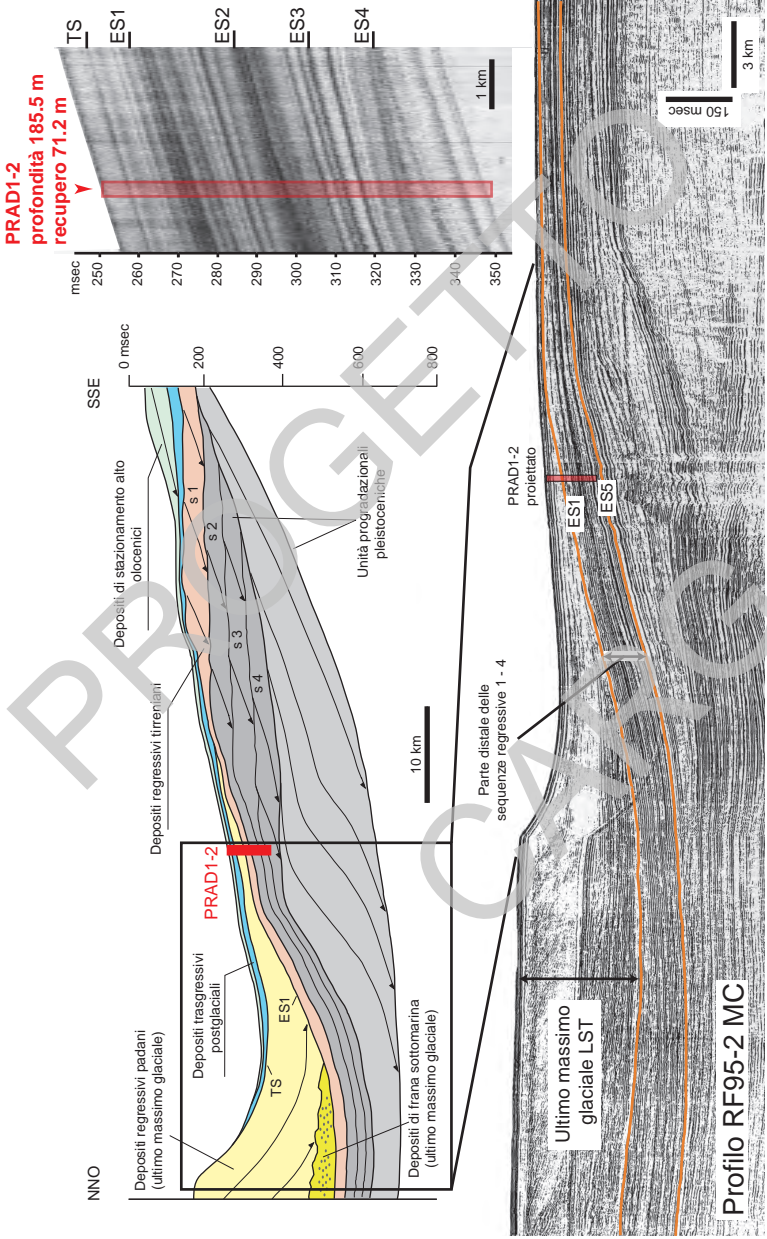 PRAD1-2
profondità 185.5 m
recupero 71.2 m
TS
ES1
ES2
ES3
ES4
msec
250
260
270
280
290
300
310
320
330
340
350
1 km
NNO
SSE
0 msec
200
400
600
800
Depositi regressivi padani
(ultimo massimo glaciale)
Depositi trasgressivi
postglaciali
Depositi regressivi tirreniani
Depositi di stazionamento alto
olocenici
TS
ES1
PRAD1-2
s 1
s 2
s 3
s 4
Unità progradazionali
pleistoceniche
Depositi di frana sottomarina
(ultimo massimo glaciale)
10 km
PRAD1-2
proiettato
ES1
ES5
Parte distale delle
sequenze regressive 1 - 4
Ultimo massimo
glaciale LST
150 msec
3 km
Profilo RF95-2 MC
PROGETTO
CARG